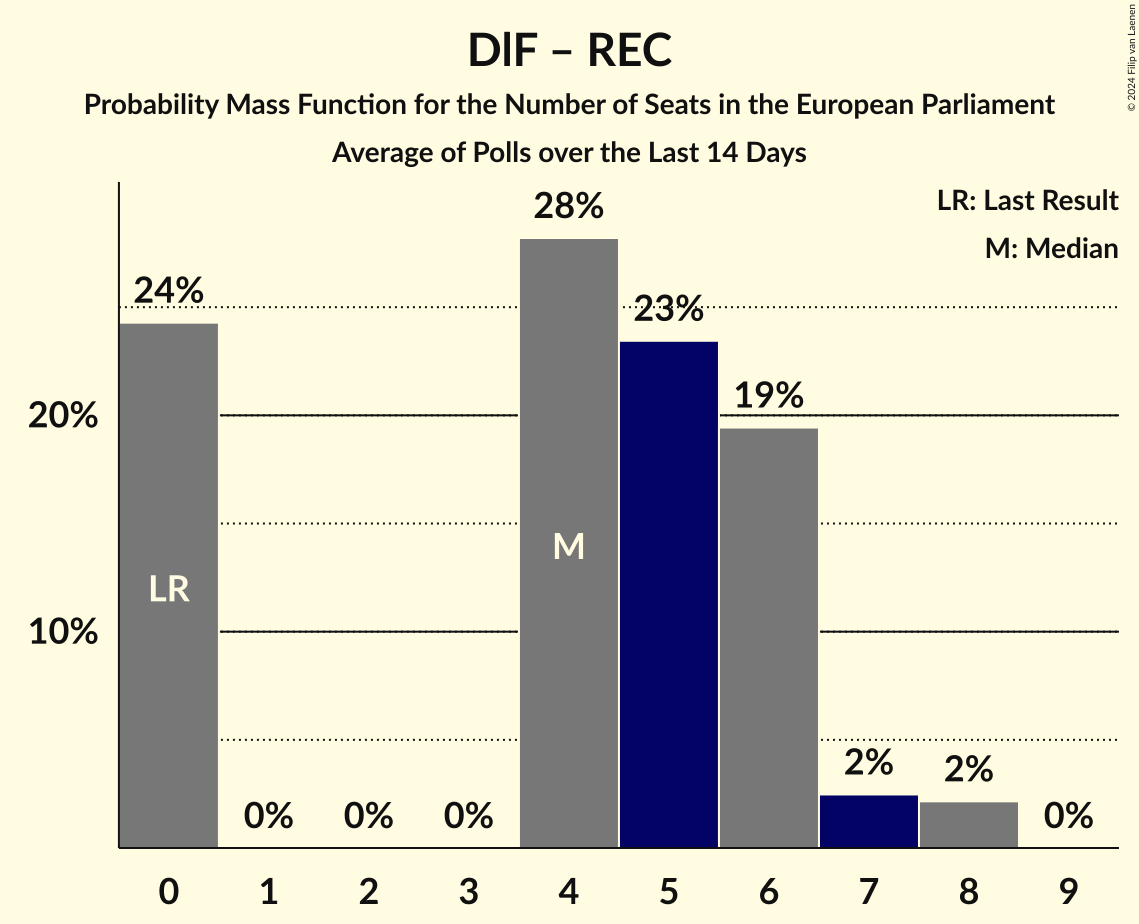 DIF – REC
Probability Mass Function for the Number of Seats in the European Parliament
Average of Polls over the Last 14 Days
© 2024 Filip van Laenen
LR: Last Result
M: Median
24%
0%
0%
0%
28%
23%
19%
2%
2%
0%
20%
10%
LR
M
0 1 2 3 4 5 6 7 8 9